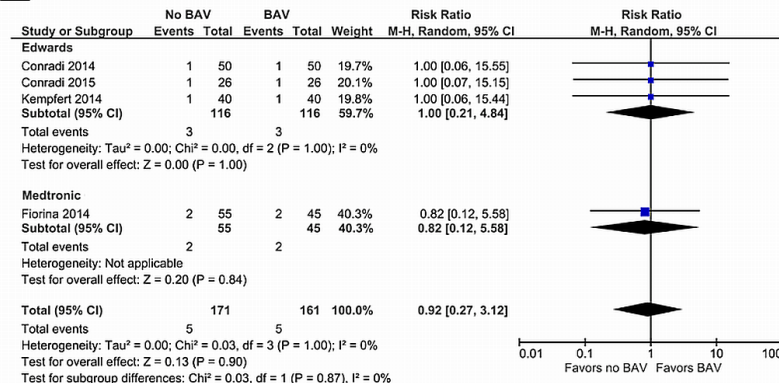 No BAV BAV Risk Ratio Risk Ratio
Study or Subgroup Events Total Events Total Weight M-H, Random, 95% CI M-H, Random, 95% CI
Edwards
Conradi 2014 1 50 1 50 19.7% 1.00 [0.06, 15.55]
Conradi 2015 1 26 1 26 20.1% 1.00 [0.07, 15.15]
Kempfert 2014 1 40 1 40 19.8% 1.00 [0.06, 15.44]
Subtotal (95% CI) 116 116 59.7% 1.00 [0.21, 4.84]
Total events 3 3
Heterogeneity: Tau² = 0.00; Chi² = 0.00, df = 2 (P = 1.00); I² = 0%
Test for overall effect: Z = 0.00 (P = 1.00)
Medtronic
Fiorina 2014 2 55 2 45 40.3% 0.82 [0.12, 5.58]
Subtotal (95% CI) 55 45 40.3% 0.82 [0.12, 5.58]
Total events 2 2
Heterogeneity: Not applicable
Test for overall effect: Z = 0.20 (P = 0.84)
Total (95% CI) 171 161 100.0% 0.92 [0.27, 3.12]
Total events 5 5
Heterogeneity: Tau² = 0.00; Chi² = 0.03, df = 3 (P = 1.00); I² = 0%
Test for overall effect: Z = 0.13 (P = 0.90)
Test for subgroup differences: Chi² = 0.03, df = 1 (P = 0.87), I² = 0%
0.01 0.1 1 10 100
Favors no BAV Favors BAV